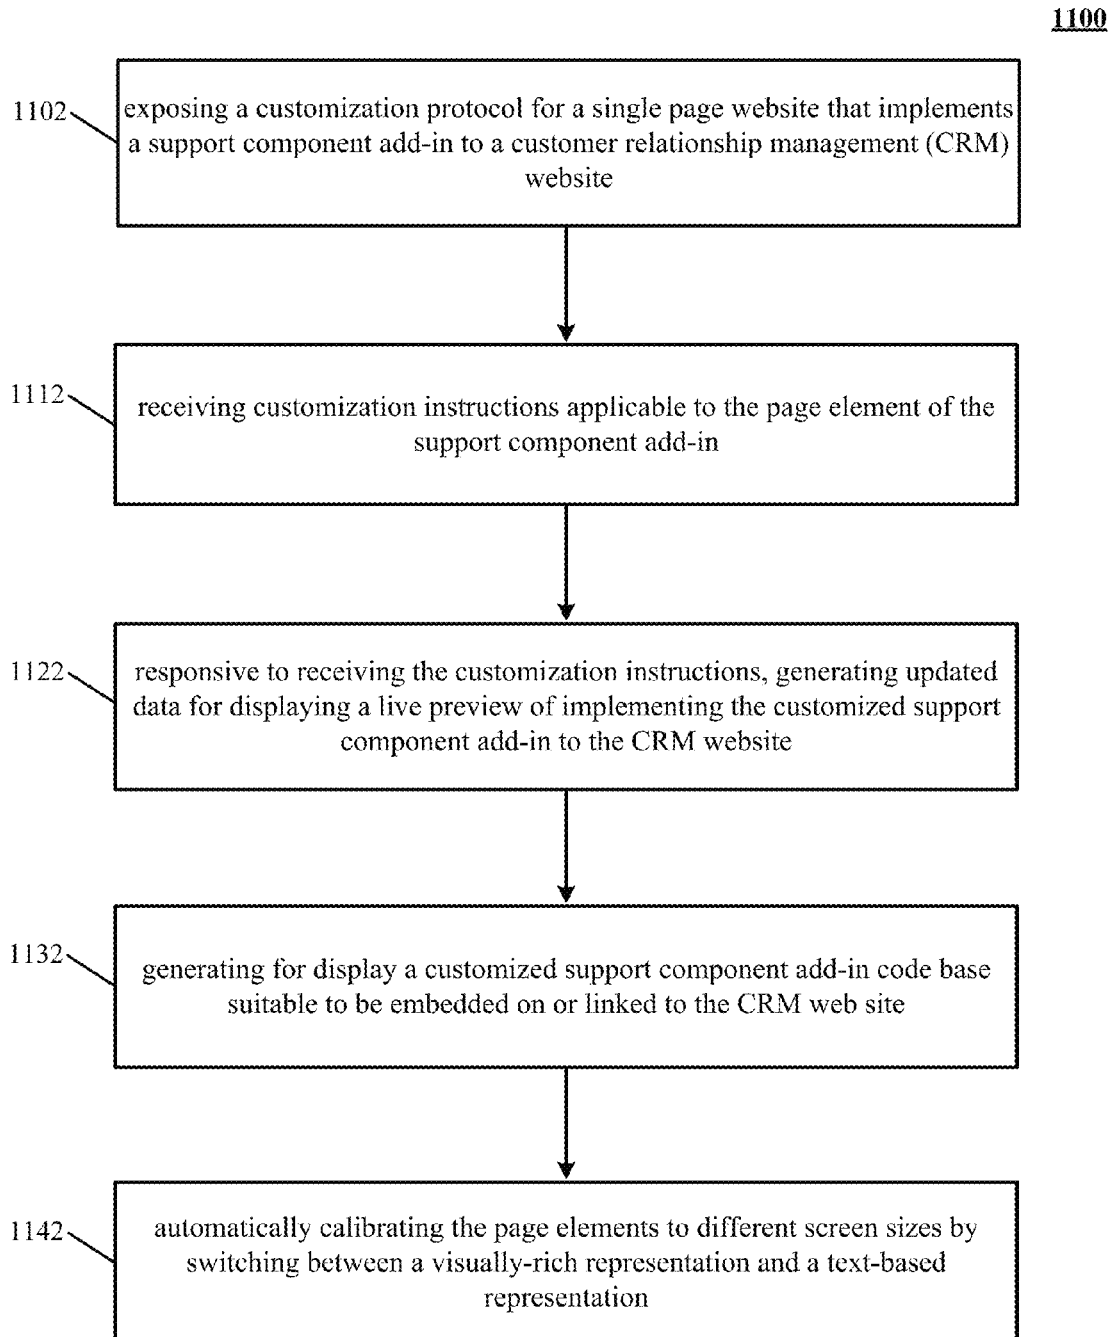 1100
1102
exposing a customization protocol for a single page website that implements
a support component add-in to a customer relationship management (CRM)
website
1112
receiving customization instructions applicable to the page element of the
support component add-in
1122
responsive to receiving the customization instructions, generating updated
data for displaying a live preview of implementing the customized support
component add-in to the CRM website
1132
generating for display a customized support component add-in code base
suitable to be embedded on or linked to the CRM web site
1142
automatically calibrating the page elements to different screen sizes by
switching between a visually-rich representation and a text-based
representation